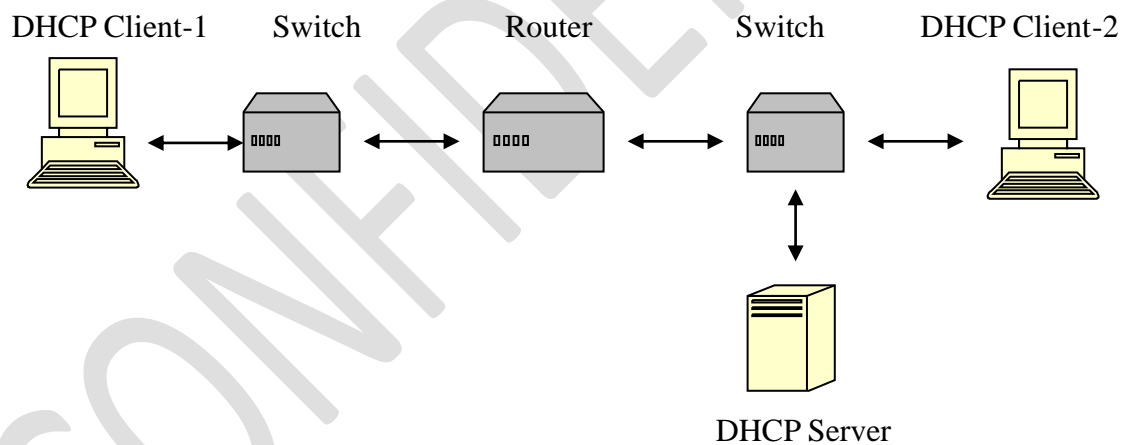 DHCP Client-1
Switch
Router
Switch
DHCP Client-2
DHCP Server